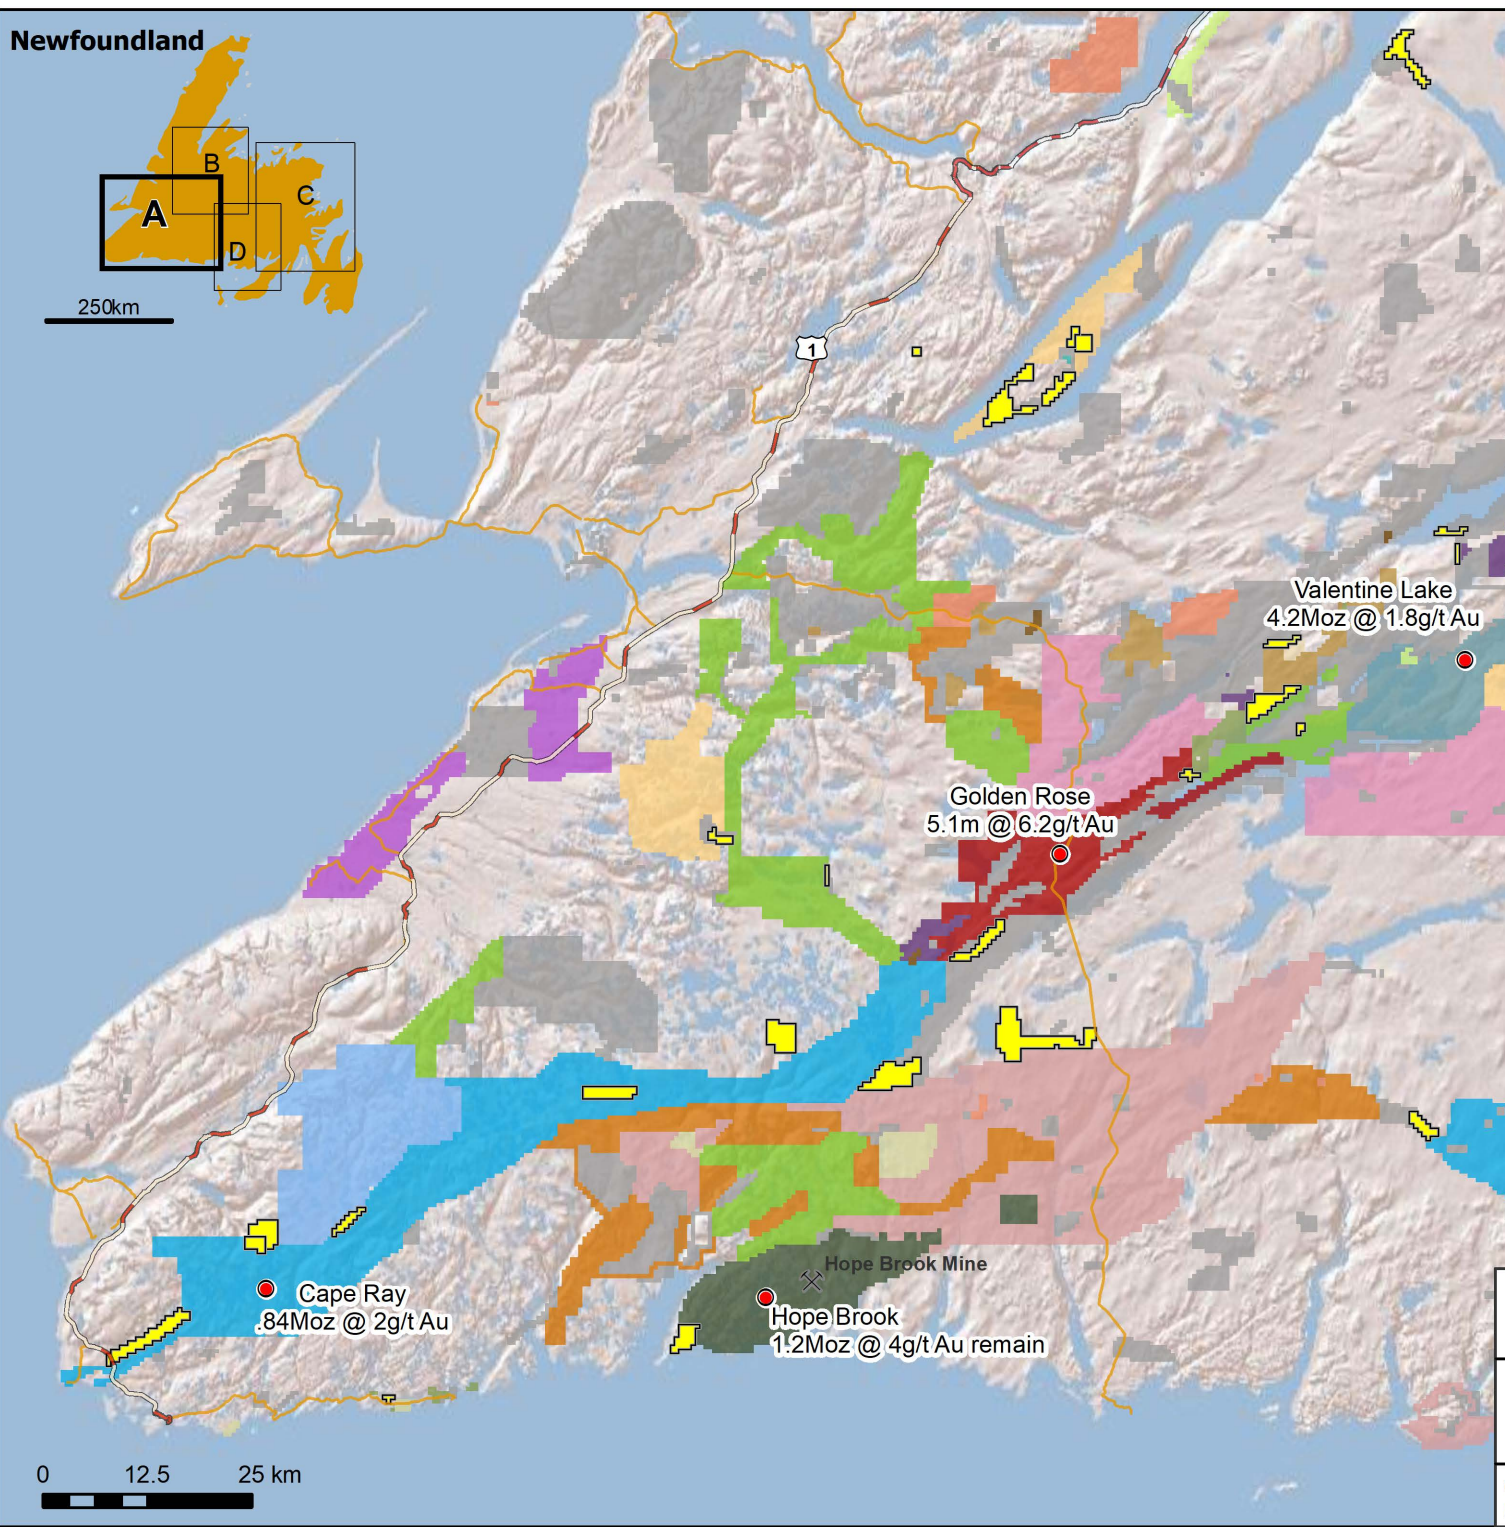 Newfoundland
B
C
A
D
250km
1
Valentine Lake
4.2Moz @ 1.8g/t Au
Golden Rose
5.1m @ 6.2g/t Au
Hope Brook Mine
Cape Ray
.84Moz @ 2g/t Au
Hope Brook
1.2Moz @ 4g/t Au remain
0 12.5 25 km